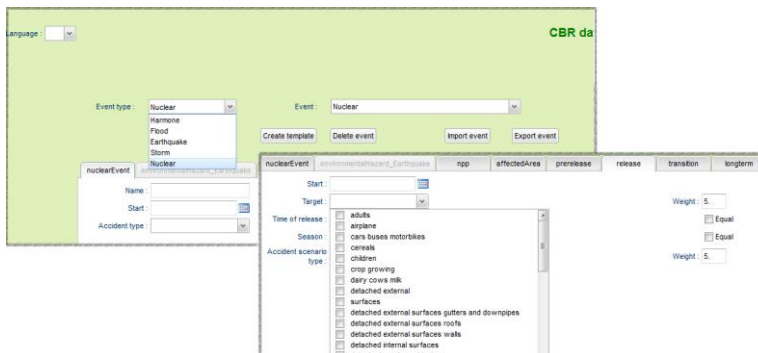 Language :
CBR da
Event type : Nuclear Event : Nuclear
Harmone
Flood
Earthquake
Storm
Nuclear
Create template Delete event Import event Export event
nuclearEvent environmentalHazard_Earthquake
Name :
Start :
Accident type :
nuclearEvent environmentalHazard_Earthquake npp affectedArea prerelease release transition longterm
Start :
Target : Weight : 5.
Time of release : Equal
Season : Equal
Accident scenario type : Weight : 5.
adults
airplane
cars buses motorbikes
cereals
children
crop growing
dairy cows milk
detached external
surfaces
detached external surfaces gutters and downpipes
detached external surfaces roofs
detached external surfaces walls
detached internal surfaces